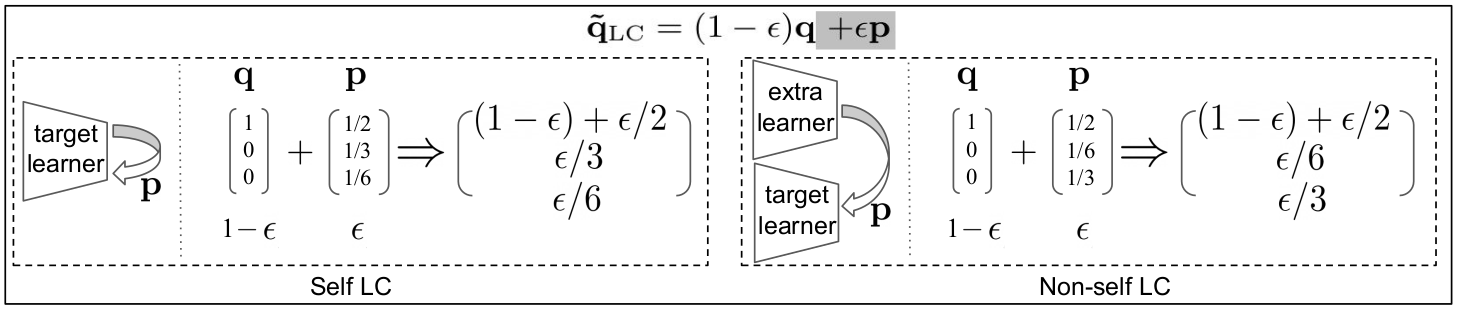 q̃_LC = (1 − ϵ)q +ϵp
target
learner
p
q p
1 0 0
+
1/2 1/3 1/6
⇒
(1 − ϵ) + ϵ/2
ϵ/3
ϵ/6
1− ϵ ϵ
Self LC
extra
learner
target
learner
p
q p
1 0 0
+
1/2 1/6 1/3
⇒
(1 − ϵ) + ϵ/2
ϵ/6
ϵ/3
1− ϵ ϵ
Non-self LC